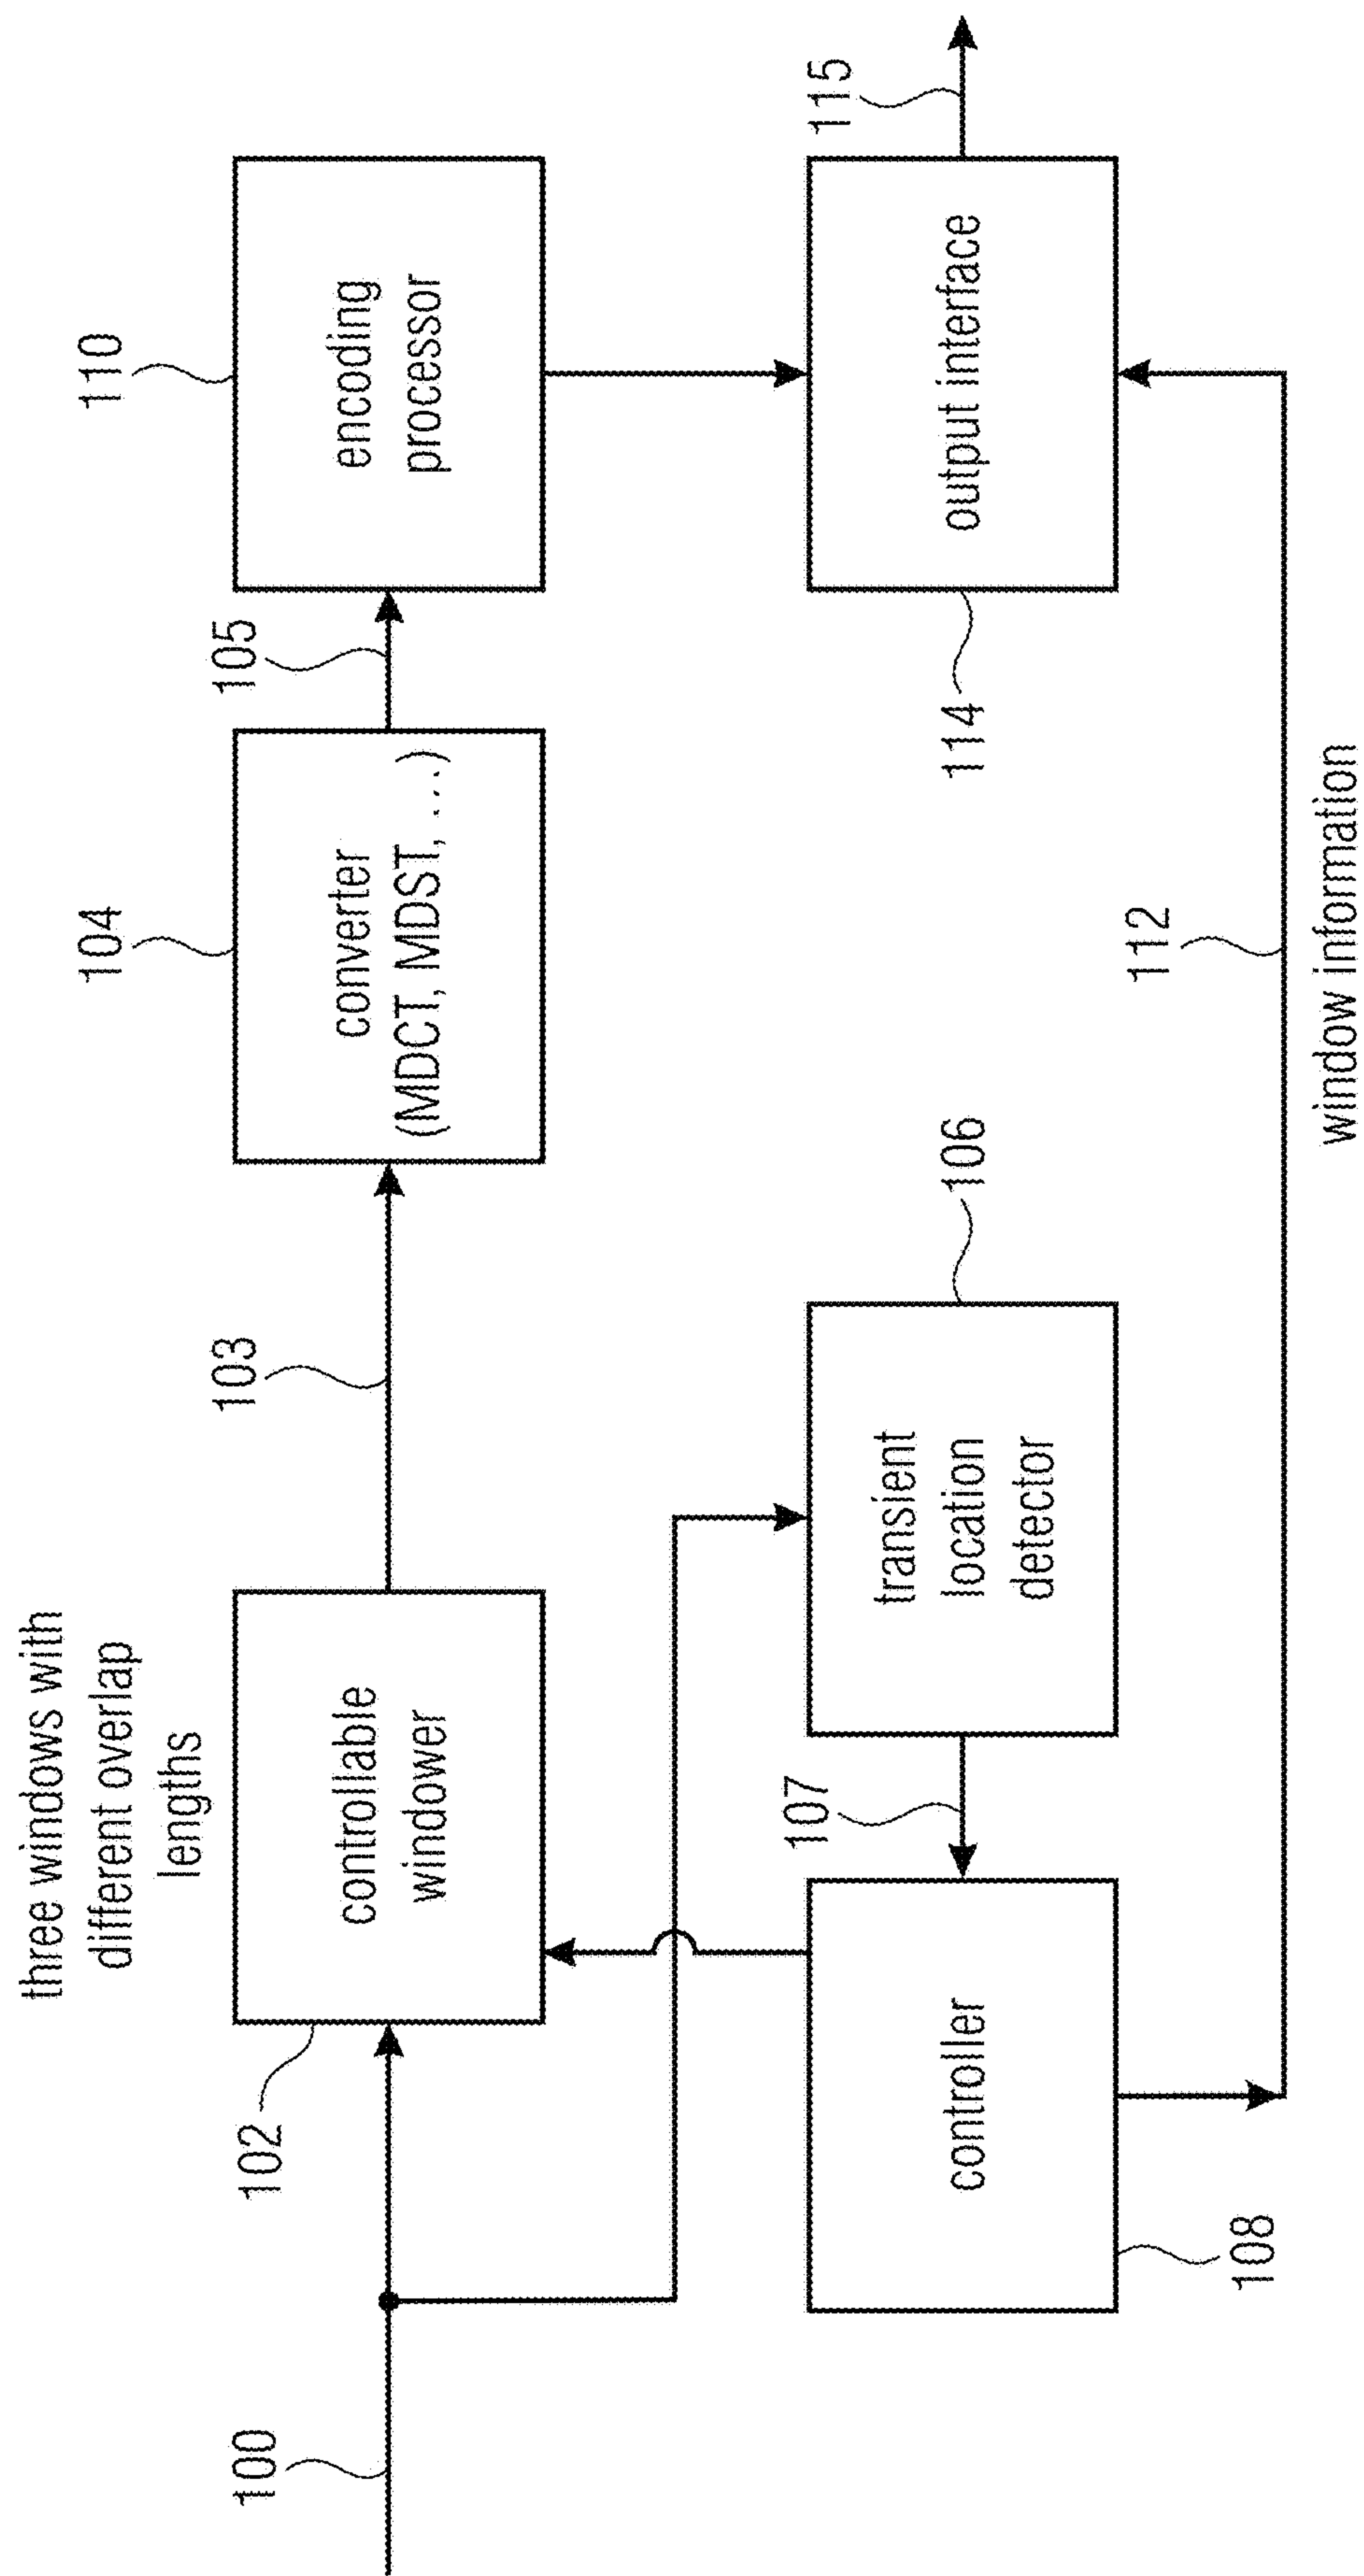 three windows with
different overlap
lengths
100
102
controllable
windower
103
104
converter
(MDCT, MDST, ...)
105
110
encoding
processor
108
controller
107
transient
location
detector
106
114
output interface
115
112
window information